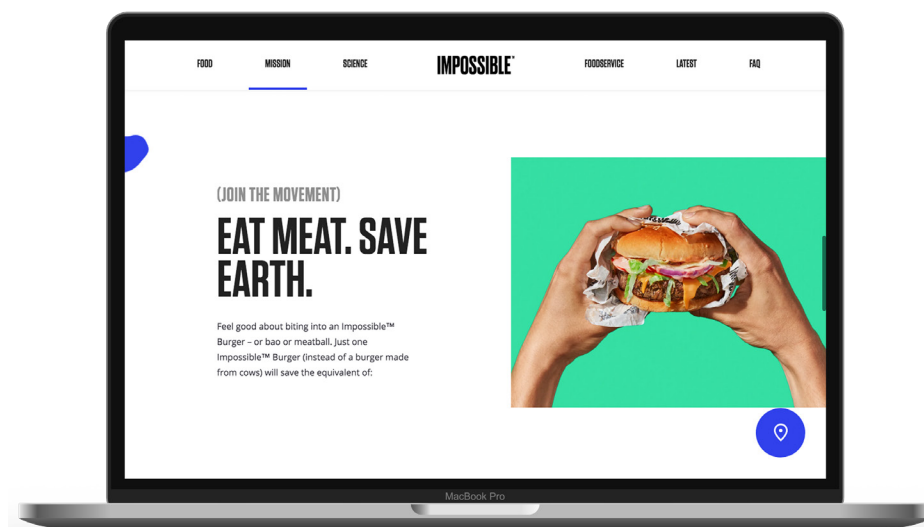 FOOD
MISSION
SCIENCE
IMPOSSIBLE™
FOODSERVICE
LATEST
FAQ
(JOIN THE MOVEMENT)
EAT MEAT. SAVE
EARTH.
Feel good about biting into an Impossible™
Burger – or bao or meatball. Just one
Impossible™ Burger (instead of a burger made
from cows) will save the equivalent of:
MacBook Pro